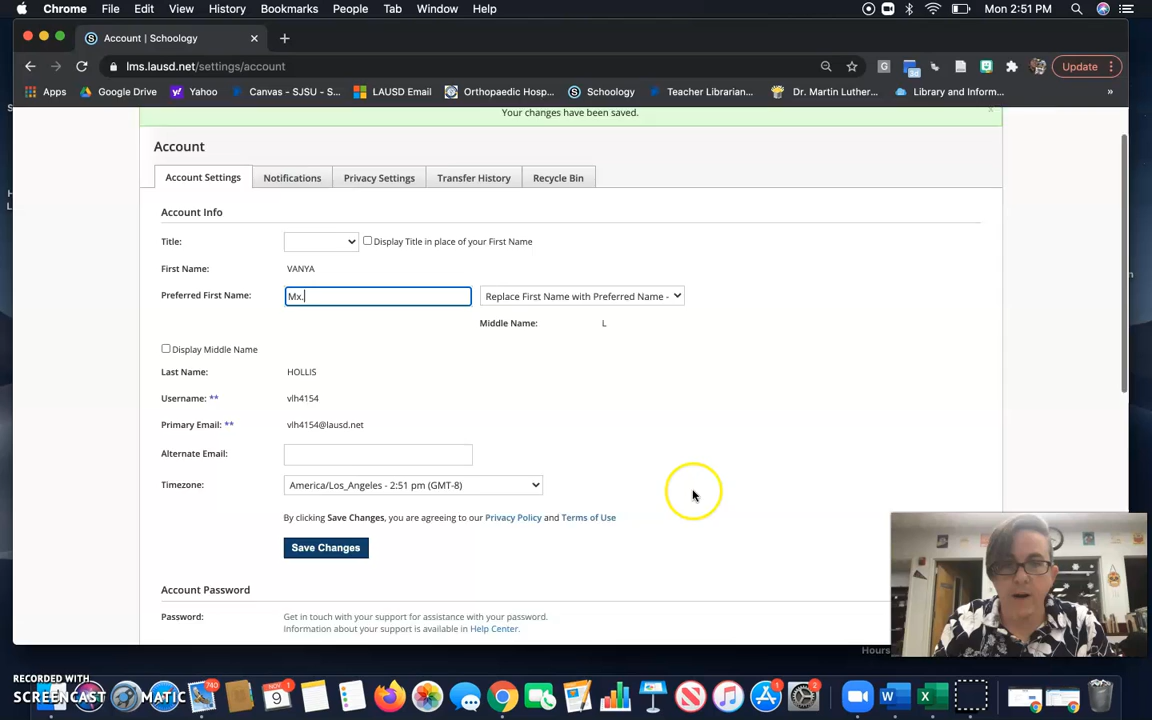 Chrome File Edit View History Bookmarks People Tab Window Help Mon 2:51 PM
Account | Schoology
lms.lausd.net/settings/account Update
Apps Google Drive Yahoo Canvas - SJSU - S... LAUSD Email Orthopaedic Hosp... Schoology Teacher Librarian... Dr. Martin Luther... Library and Inform... »
Your changes have been saved.
Account
Account Settings Notifications Privacy Settings Transfer History Recycle Bin
Account Info
Title: Display Title in place of your First Name
First Name: VANYA
Preferred First Name: Mx. Replace First Name with Preferred Name -
Middle Name: L
Display Middle Name
Last Name: HOLLIS
Username: ** vlh4154
Primary Email: ** vlh4154@lausd.net
Alternate Email:
Timezone: America/Los_Angeles - 2:51 pm (GMT-8)
By clicking Save Changes, you are agreeing to our Privacy Policy and Terms of Use
Save Changes
Account Password
Password: Get in touch with your support for assistance with your password.
Information about your support is available in Help Center.
Hours
RECORDED WITH
SCREENCAST MATIC
740 NOV 9 1 1 2